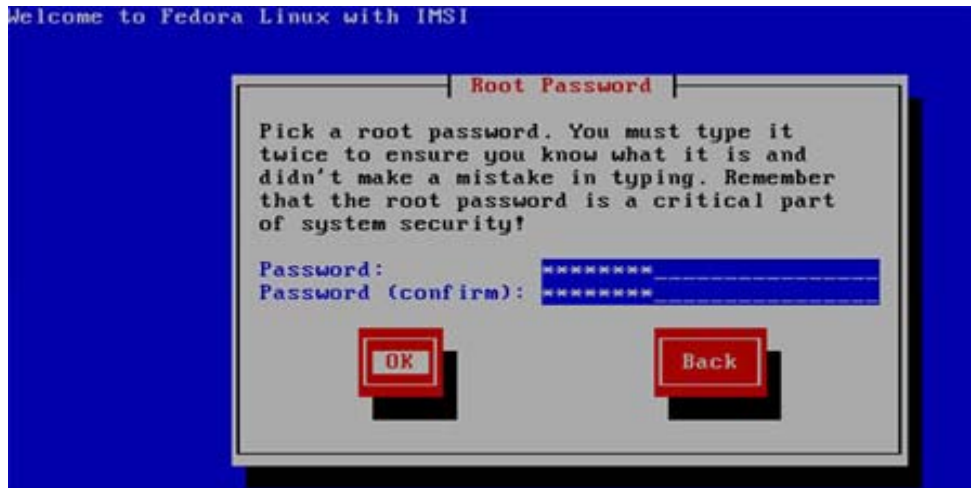 Welcome to Fedora Linux with IMSI
Root Password
Pick a root password. You must type it
twice to ensure you know what it is and
didn't make a mistake in typing. Remember
that the root password is a critical part
of system security!
Password: ********
Password (confirm): ********
OK Back